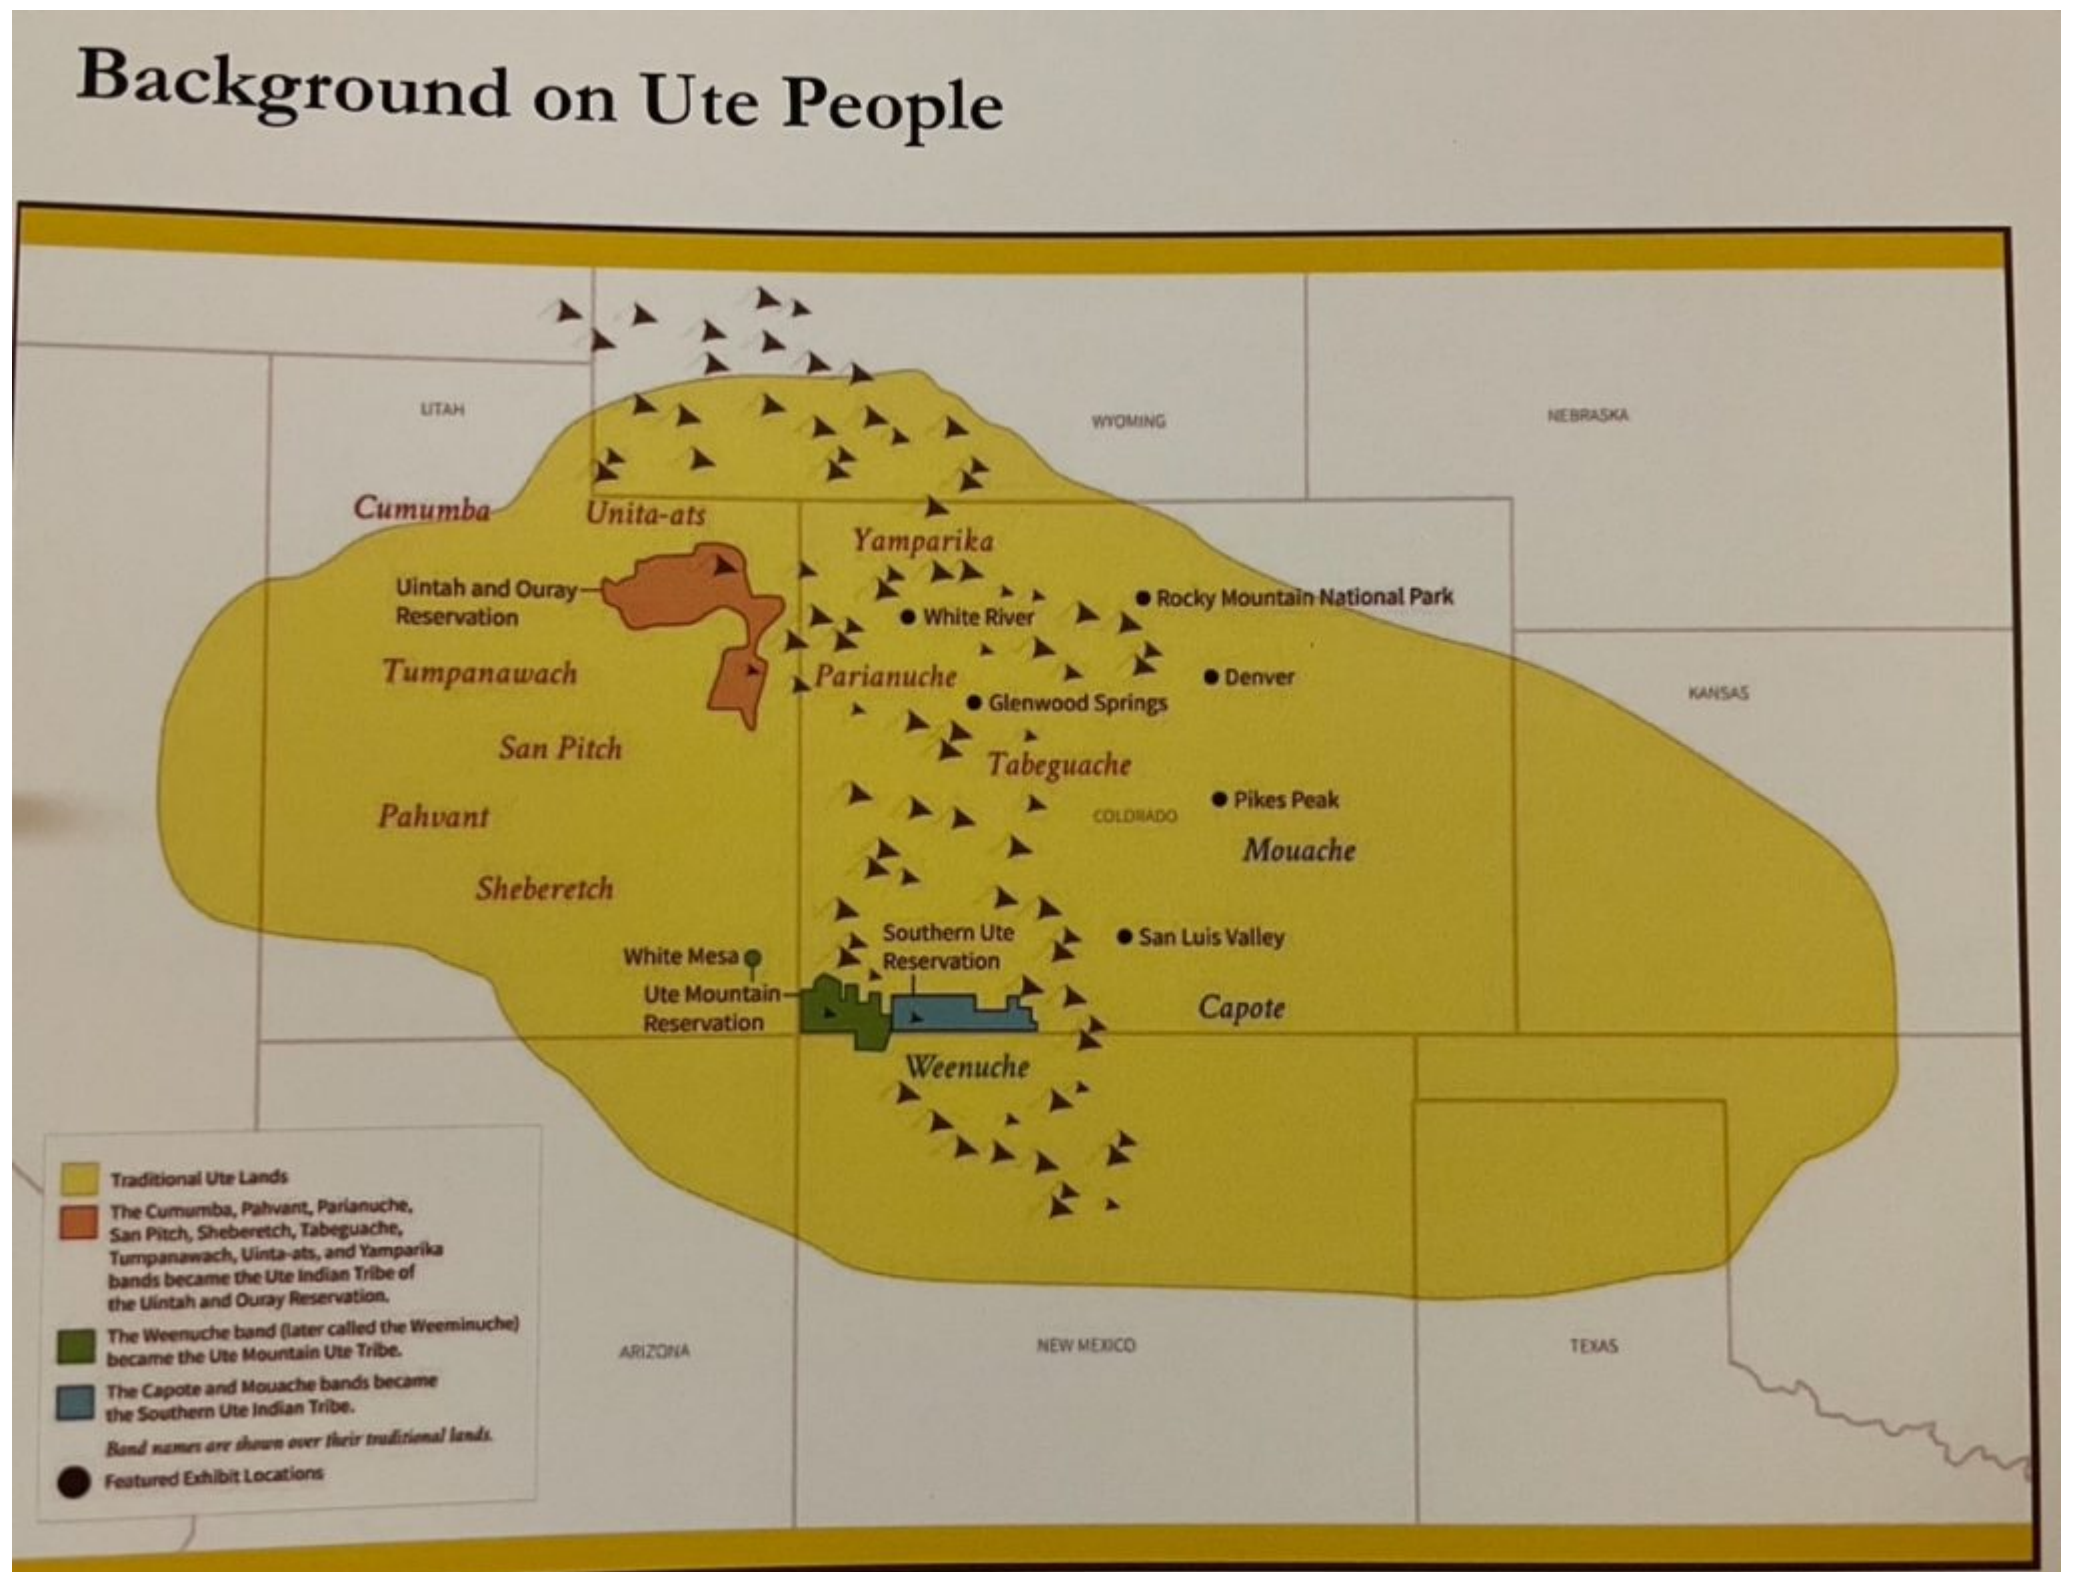 Background on Ute People
UTAH
WYOMING
NEBRASKA
Cumumba
Unita-ats
Yamparika
Uintah and Ouray
Reservation
Rocky Mountain National Park
White River
Tumpanawach
Parianuche
Denver
KANSAS
Glenwood Springs
San Pitch
Tabeguache
Pikes Peak
Pahvant
COLORADO
Mouache
Sheberetch
Southern Ute
Reservation
San Luis Valley
White Mesa
Ute Mountain
Reservation
Capote
Weenuche
Traditional Ute Lands
The Cumumba, Pahvant, Parianuche,
San Pitch, Sheberetch, Tabeguache,
Tumpanawach, Uinta-ats, and Yamparika
bands became the Ute Indian Tribe of
the Uintah and Ouray Reservation.
The Weenuche band (later called the Weeminuche)
became the Ute Mountain Ute Tribe.
The Capote and Mouache bands became
the Southern Ute Indian Tribe.
Band names are shown over their traditional lands.
Featured Exhibit Locations
ARIZONA
NEW MEXICO
TEXAS